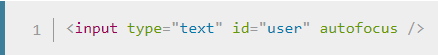 1 <input type="text" id="user" autofocus />